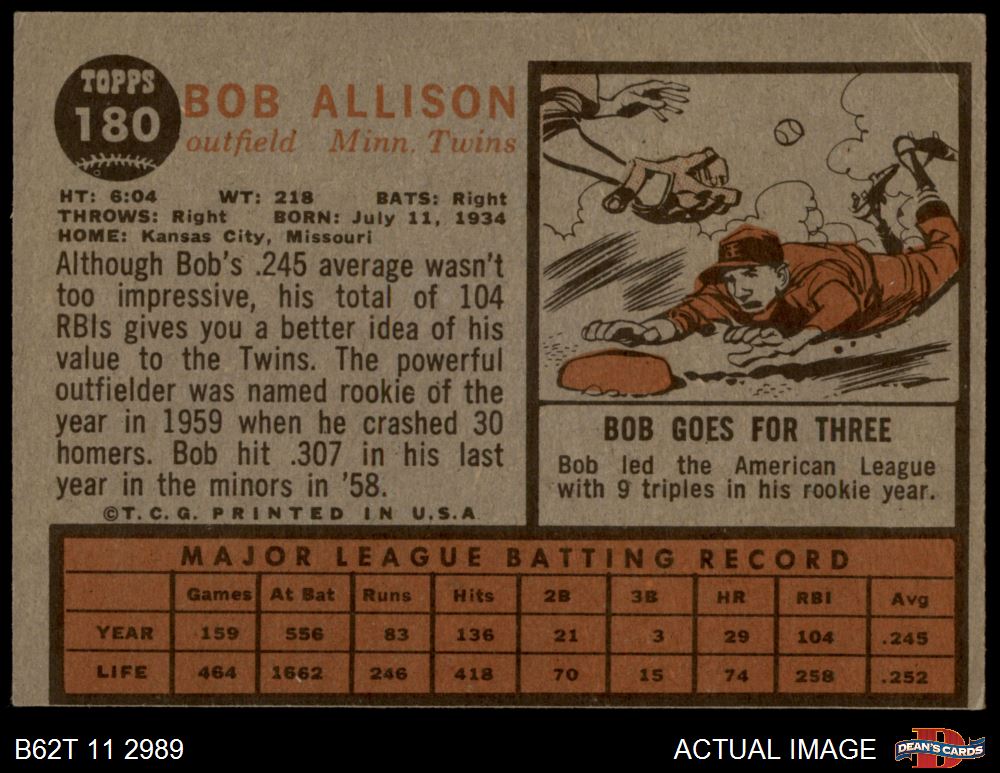 TOPPS
180
BOB ALLISON
outfield Minn. Twins
HT: 6:04 WT: 218 BATS: Right
THROWS: Right BORN: July 11, 1934
HOME: Kansas City, Missouri
Although Bob's .245 average wasn't
too impressive, his total of 104
RBIs gives you a better idea of his
value to the Twins. The powerful
outfielder was named rookie of the
year in 1959 when he crashed 30
homers. Bob hit .307 in his last
year in the minors in '58.
©T.C.G. PRINTED IN U.S.A
BOB GOES FOR THREE
Bob led the American League
with 9 triples in his rookie year.
MAJOR LEAGUE BATTING RECORD
Games At Bat Runs Hits 2B 3B HR RBI Avg
YEAR 159 556 83 136 21 3 29 104 .245
LIFE 464 1662 246 418 70 15 74 258 .252
B62T 11 2989 ACTUAL IMAGE
D
DEAN'S CARDS